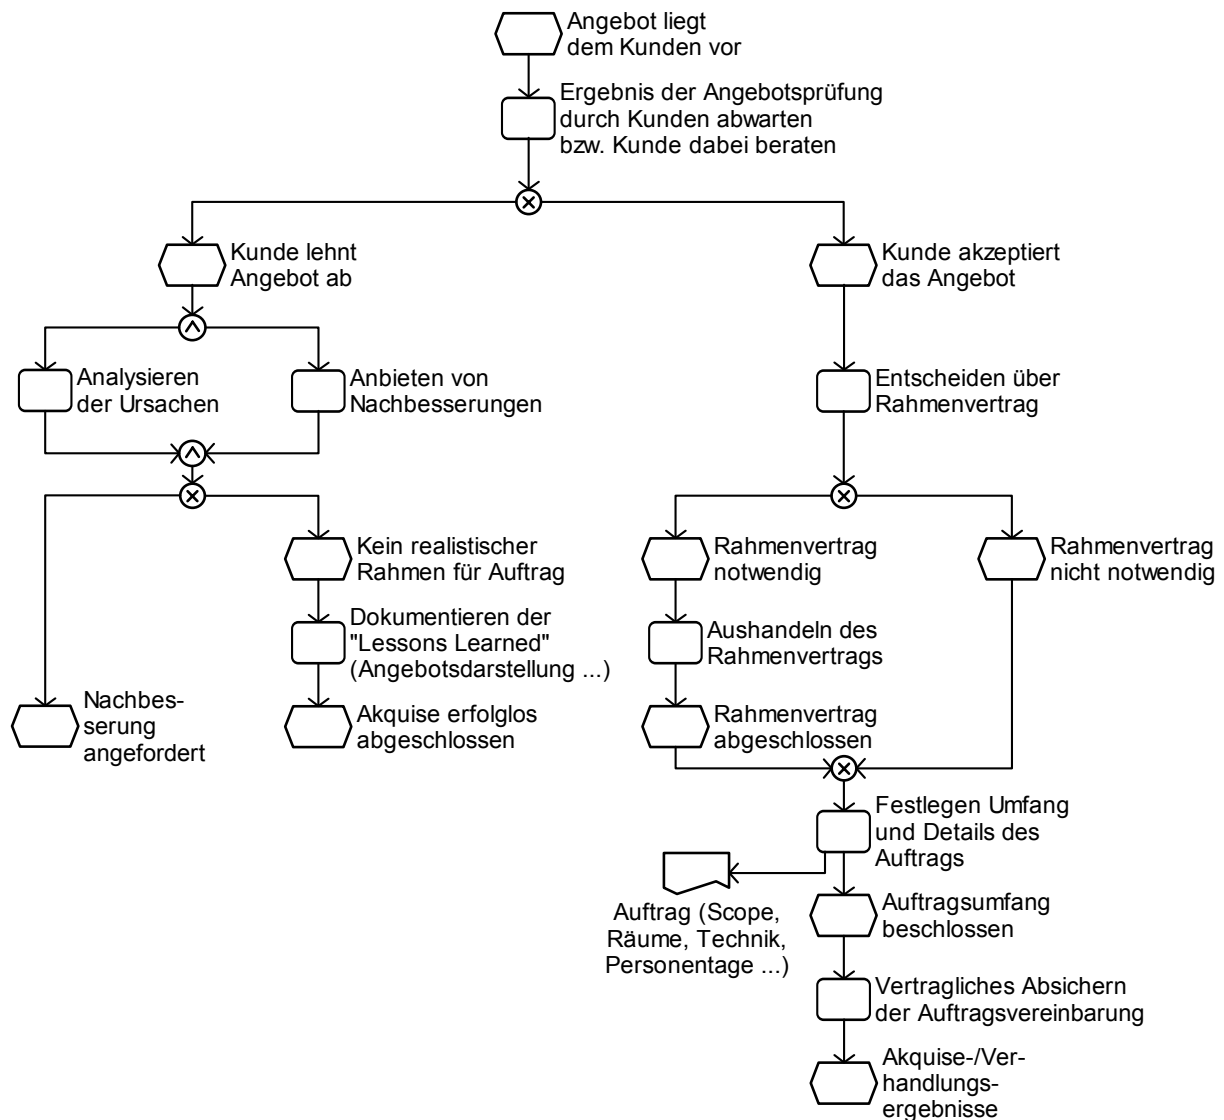 Angebot liegt
dem Kunden vor
Ergebnis der Angebotsprüfung
durch Kunden abwarten
bzw. Kunde dabei beraten
Kunde lehnt
Angebot ab
Kunde akzeptiert
das Angebot
Analysieren
der Ursachen
Anbieten von
Nachbesserungen
Entscheiden über
Rahmenvertrag
Kein realistischer
Rahmen für Auftrag
Rahmenvertrag
notwendig
Rahmenvertrag
nicht notwendig
Dokumentieren der
"Lessons Learned"
(Angebotsdarstellung ...)
Aushandeln des
Rahmenvertrags
Nachbes-
serung
angefordert
Akquise erfolglos
abgeschlossen
Rahmenvertrag
abgeschlossen
Festlegen Umfang
und Details des
Auftrags
Auftrag (Scope,
Räume, Technik,
Personentage ...)
Auftragsumfang
beschlossen
Vertragliches Absichern
der Auftragsvereinbarung
Akquise-/Ver-
handlungs-
ergebnisse